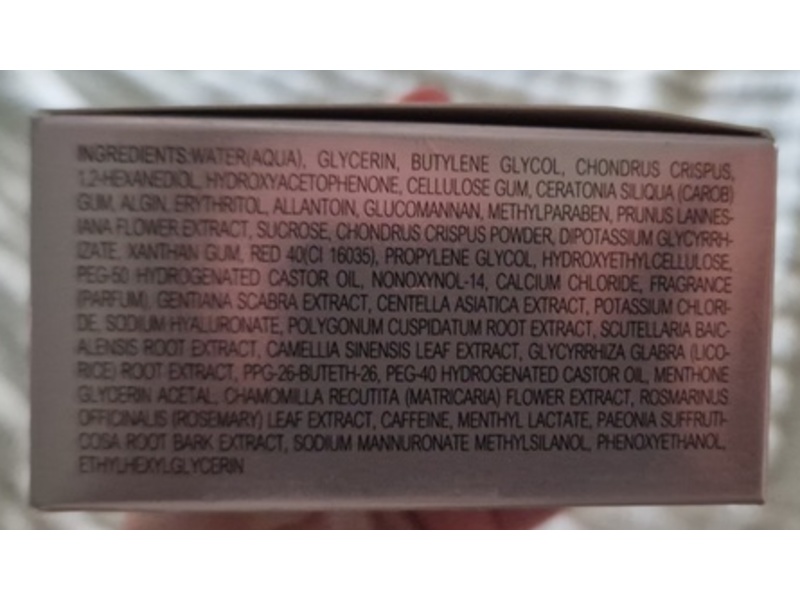 INGREDIENTS:WATER(AQUA), GLYCERIN, BUTYLENE GLYCOL, CHONDRUS CRISPUS,
1,2-HEXANEDIOL, HYDROXYACETOPHENONE, CELLULOSE GUM, CERATONIA SILIQUA (CAROB)
GUM, ALGIN, ERYTHRITOL, ALLANTOIN, GLUCOMANNAN, METHYLPARABEN, PRUNUS LANNES-
IANA FLOWER EXTRACT, SUCROSE, CHONDRUS CRISPUS POWDER, DIPOTASSIUM GLYCYRRH-
IZATE, XANTHAN GUM, RED 40(CI 16035), PROPYLENE GLYCOL, HYDROXYETHYLCELLULOSE,
PEG-50 HYDROGENATED CASTOR OIL, NONOXYNOL-14, CALCIUM CHLORIDE, FRAGRANCE
(PARFUM), GENTIANA SCABRA EXTRACT, CENTELLA ASIATICA EXTRACT, POTASSIUM CHLORI-
DE, SODIUM HYALURONATE, POLYGONUM CUSPIDATUM ROOT EXTRACT, SCUTELLARIA BAIC-
ALENSIS ROOT EXTRACT, CAMELLIA SINENSIS LEAF EXTRACT, GLYCYRRHIZA GLABRA (LICO-
RICE) ROOT EXTRACT, PPG-26-BUTETH-26, PEG-40 HYDROGENATED CASTOR OIL, MENTHONE
GLYCERIN ACETAL, CHAMOMILLA RECUTITA (MATRICARIA) FLOWER EXTRACT, ROSMARINUS
OFFICINALIS (ROSEMARY) LEAF EXTRACT, CAFFEINE, MENTHYL LACTATE, PAEONIA SUFFRUTI-
COSA ROOT BARK EXTRACT, SODIUM MANNURONATE METHYLSILANOL, PHENOXYETHANOL,
ETHYLHEXYLGLYCERIN